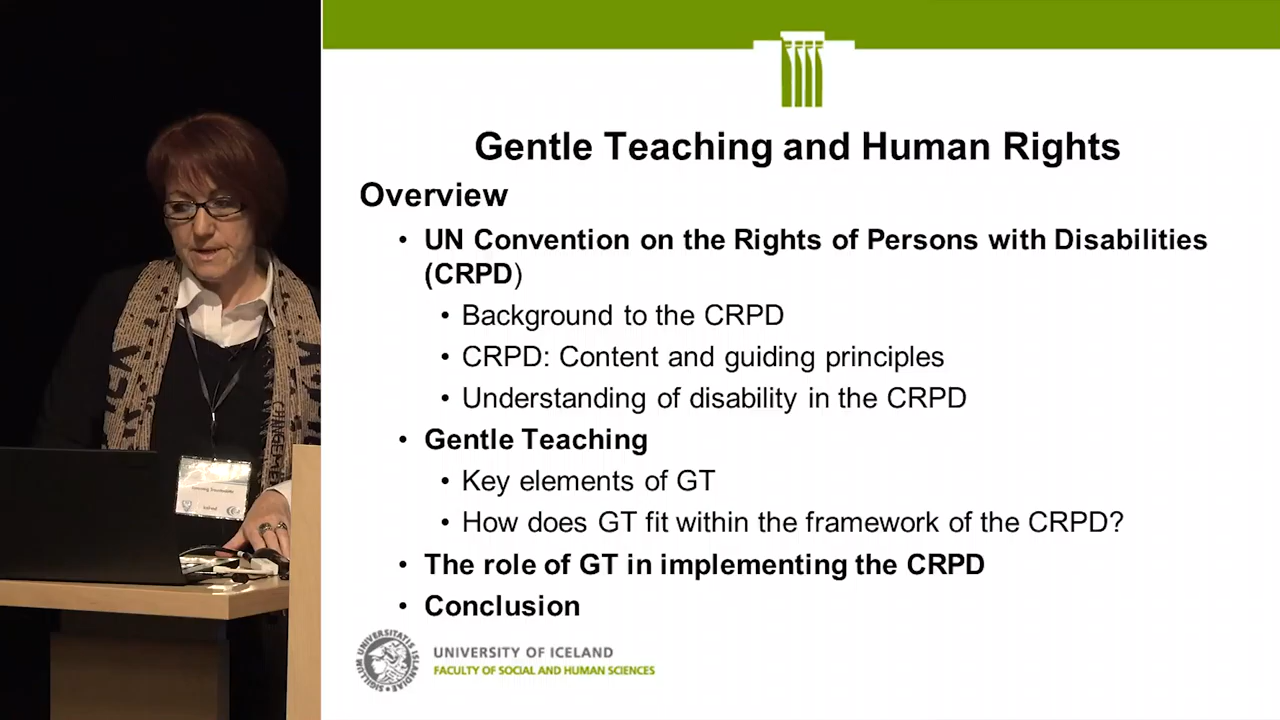 Gentle Teaching and Human Rights
Overview
• UN Convention on the Rights of Persons with Disabilities
(CRPD)
• Background to the CRPD
• CRPD: Content and guiding principles
• Understanding of disability in the CRPD
• Gentle Teaching
• Key elements of GT
• How does GT fit within the framework of the CRPD?
• The role of GT in implementing the CRPD
• Conclusion
UNIVERSITY OF ICELAND
FACULTY OF SOCIAL AND HUMAN SCIENCES
SIGILLUM UNIVERSITATIS ISLANDIAE